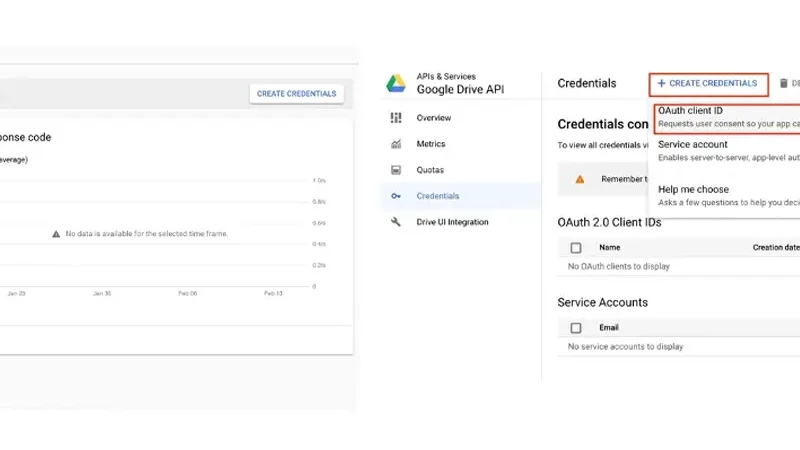 CREATE CREDENTIALS
onse code
verage)
1.0/s
0.8/s
0.6/s
0.4/s
0.2/s
0
No data is available for the selected time frame.
Jan 23
Jan 30
Feb 06
Feb 13
APIs & Services
Google Drive API
Overview
Metrics
Quotas
Credentials
Drive UI Integration
Credentials
+ CREATE CREDENTIALS
DE
OAuth client ID
Requests user consent so your app ca
Service account
Enables server-to-server, app-level aut
Help me choose
Asks a few questions to help you deci
Credentials con
To view all credentials vi
Remember to
OAuth 2.0 Client IDs
Name
Creation date
No OAuth clients to display
Service Accounts
Email
No service accounts to display